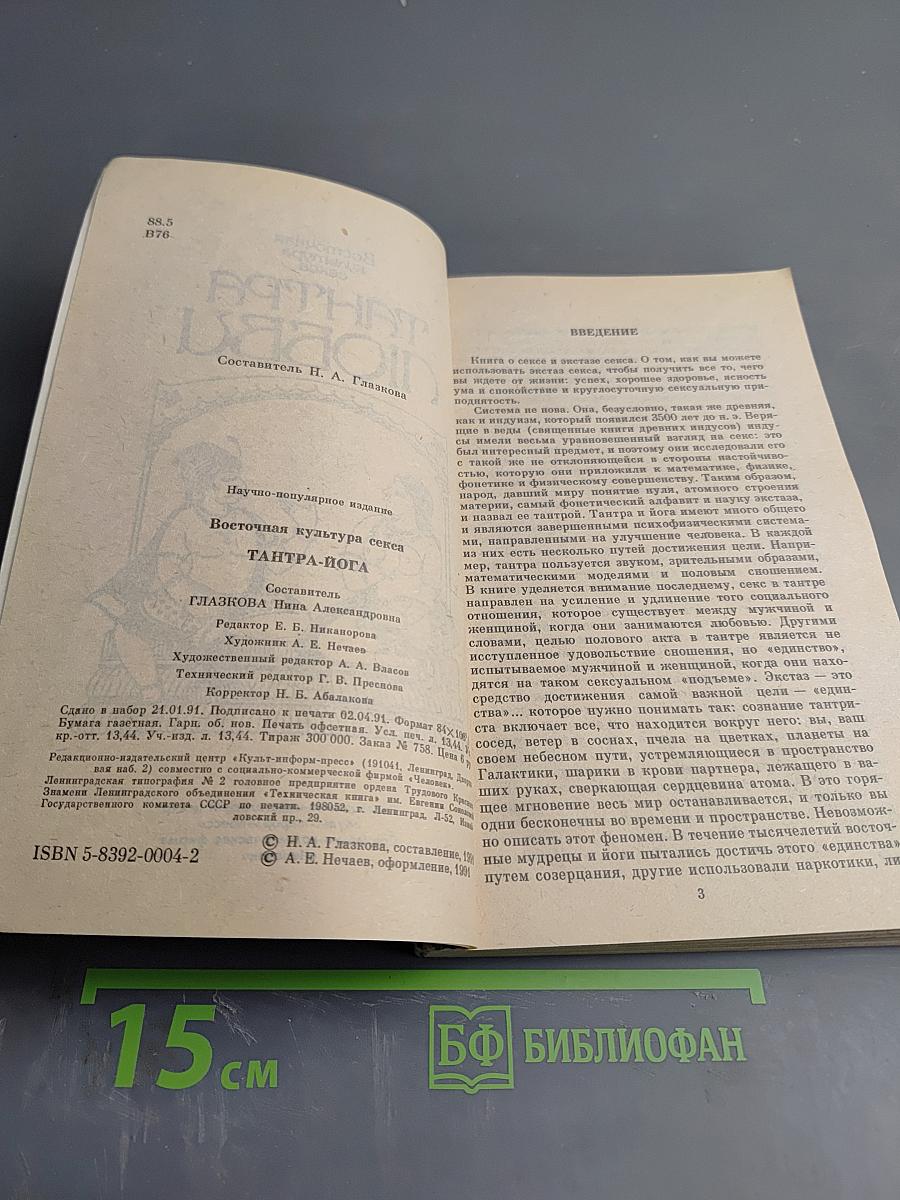 88.5
В76
Составитель Н. А. Глазкова
Научно-популярное издание
Восточная культура секса
ТАНТРА-ЙОГА
Составитель
ГЛАЗКОВА Нина Александровна
Редактор Е. Б. Никанорова
Художник А. Е. Нечаев
Художественный редактор А. А. Власов
Технический редактор Г. В. Преснова
Корректор Н. Б. Абалакова
Сдано в набор 21.01.91. Подписано к печати 02.04.91. Формат 84×108¹/
Бумага газетная. Гарн. об. нов. Печать офсетная. Усл. печ. л. 13,44. У
кр.-отт. 13,44. Уч.-изд. л. 13,44. Тираж 300 000. Заказ № 758. Цена 6 р
Редакционно-издательский центр «Культ-информ-пресс» (191041, Ленинград, Двор
вая наб. 2) совместно с социально-коммерческой фирмой «Человек».
Ленинградская типография № 2 головное предприятие ордена Трудового Красно
Знамени Ленинградского объединения «Техническая книга» им. Евгении Соколовой
Государственного комитета СССР по печати. 198052, г. Ленинград, Л-52, Измай
ловский пр., 29.
ISBN 5-8392-0004-2
© Н. А. Глазкова, составление, 1991
© А. Е. Нечаев, оформление, 1991
ВВЕДЕНИЕ
Книга о сексе и экстазе секса. О том, как вы можете
использовать экстаз секса, чтобы получить все то, чего
вы ждете от жизни: успех, хорошее здоровье, ясность
ума и спокойствие и круглосуточную сексуальную при-
поднятость.
Система не нова. Она, безусловно, такая же древняя,
как и индуизм, который появился 3500 лет до н. э. Веря-
щие в веды (священные книги древних индусов) инду-
сы имели весьма уравновешенный взгляд на секс: это
был интересный предмет, и поэтому они исследовали его
с такой же не отклоняющейся в стороны настойчиво-
стью, которую они приложили к математике, физике,
фонетике и физическому совершенству. Таким образом,
народ, давший миру понятие нуля, атомного строения
материи, самый фонетический алфавит и науку экстаза,
и назвал ее тантрой. Тантра и йога имеют много общего
и являются завершенными психофизическими система-
ми, направленными на улучшение человека. В каждой
из них есть несколько путей достижения цели. Напри-
мер, тантра пользуется звуком, зрительными образами,
математическими моделями и половым сношением.
В книге уделяется внимание последнему, секс в тантре
направлен на усиление и удлинение того социального
отношения, которое существует между мужчиной и
женщиной, когда они занимаются любовью. Другими
словами, целью полового акта в тантре является не
исступленное удовольствие сношения, но «единство»,
испытываемое мужчиной и женщиной, когда они нахо-
дятся на таком сексуальном «подъеме». Экстаз — это
средство достижения самой важной цели — «един-
ства»... которое нужно понимать так: сознание тантри-
ста включает все, что находится вокруг него: вы, ваш
сосед, ветер в соснах, пчела на цветках, планеты на
своем небесном пути, устремляющиеся в пространство
Галактики, шарики в крови партнера, лежащего в ва-
ших руках, сверкающая сердцевина атома. В это горя-
щее мгновение весь мир останавливается, и только вы
одни бесконечны во времени и пространстве. Невозмож-
но описать этот феномен. В течение тысячелетий восточ-
ные мудрецы и йоги пытались достичь этого «единства»
путем созерцания, другие использовали наркотики, ли
3
15 см
БФ БИБЛИОФАН